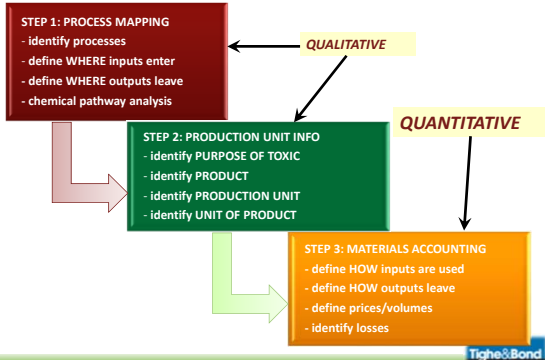 STEP 1: PROCESS MAPPING
- identify processes
- define WHERE inputs enter
- define WHERE outputs leave
- chemical pathway analysis
QUALITATIVE
QUANTITATIVE
STEP 2: PRODUCTION UNIT INFO
- identify PURPOSE OF TOXIC
- identify PRODUCT
- identify PRODUCTION UNIT
- identify UNIT OF PRODUCT
STEP 3: MATERIALS ACCOUNTING
- define HOW inputs are used
- define HOW outputs leave
- define prices/volumes
- identify losses
Tighe&Bond